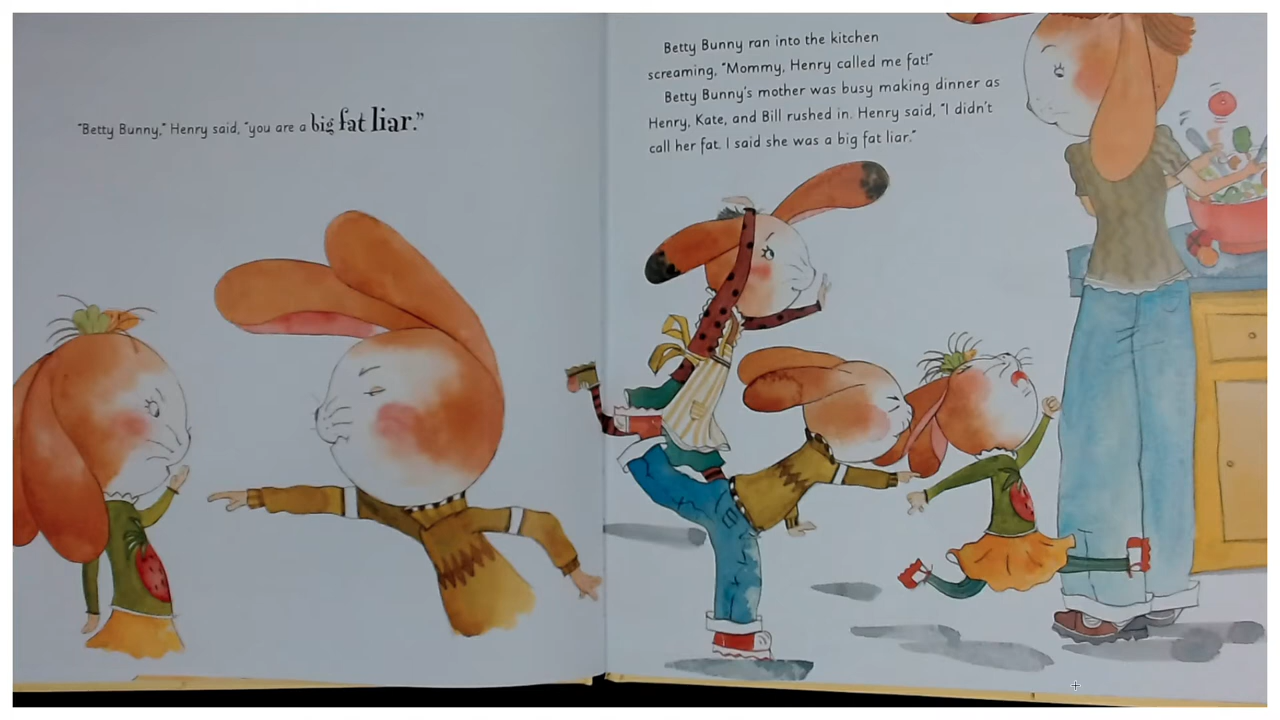 "Betty Bunny," Henry said, "you are a big fat liar."
Betty Bunny ran into the kitchen
screaming, "Mommy, Henry called me fat!"
Betty Bunny's mother was busy making dinner as
Henry, Kate, and Bill rushed in. Henry said, "I didn't
call her fat. I said she was a big fat liar."